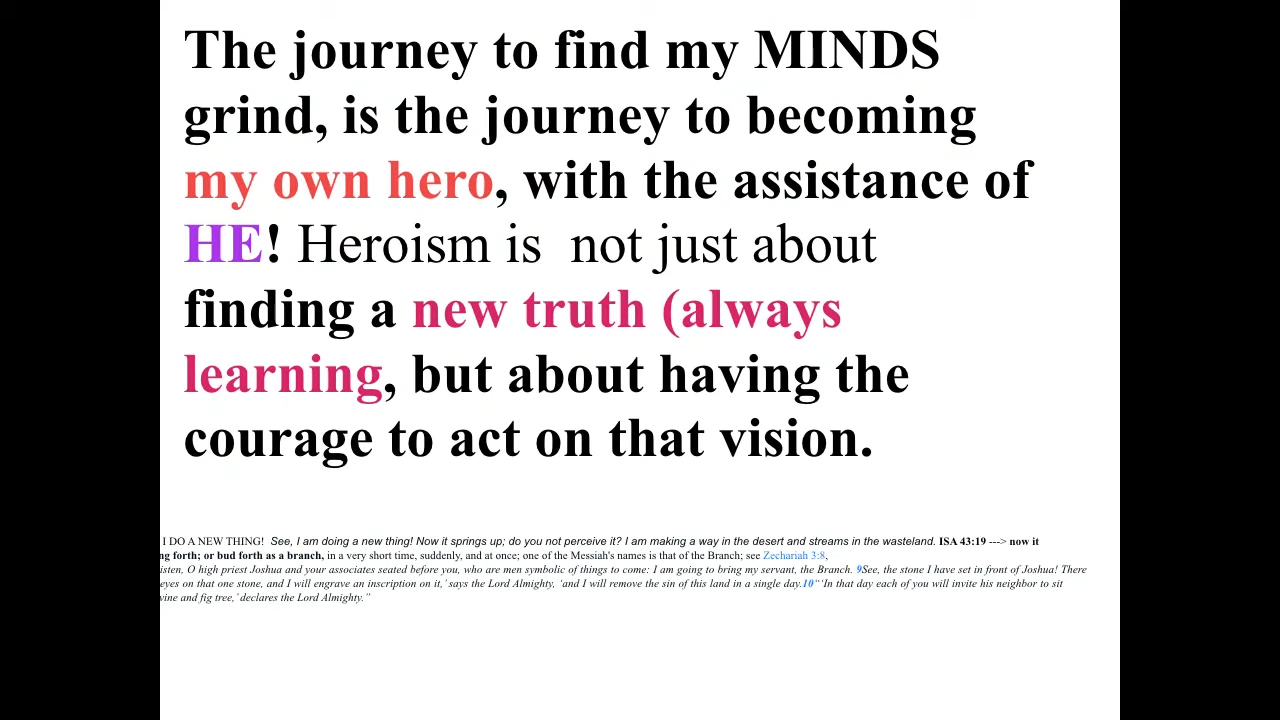 The journey to find my MINDS
grind, is the journey to becoming
my own hero, with the assistance of
HE! Heroism is  not just about
finding a new truth (always
learning, but about having the
courage to act on that vision.
I DO A NEW THING!  See, I am doing a new thing! Now it springs up; do you not perceive it? I am making a way in the desert and streams in the wasteland. ISA 43:19 ---> now it
ng forth; or bud forth as a branch, in a very short time, suddenly, and at once; one of the Messiah's names is that of the Branch; see Zechariah 3:8,
isten, O high priest Joshua and your associates seated before you, who are men symbolic of things to come: I am going to bring my servant, the Branch. 9See, the stone I have set in front of Joshua! There
eyes on that one stone, and I will engrave an inscription on it,' says the Lord Almighty, 'and I will remove the sin of this land in a single day.10"'In that day each of you will invite his neighbor to sit
vine and fig tree,' declares the Lord Almighty."